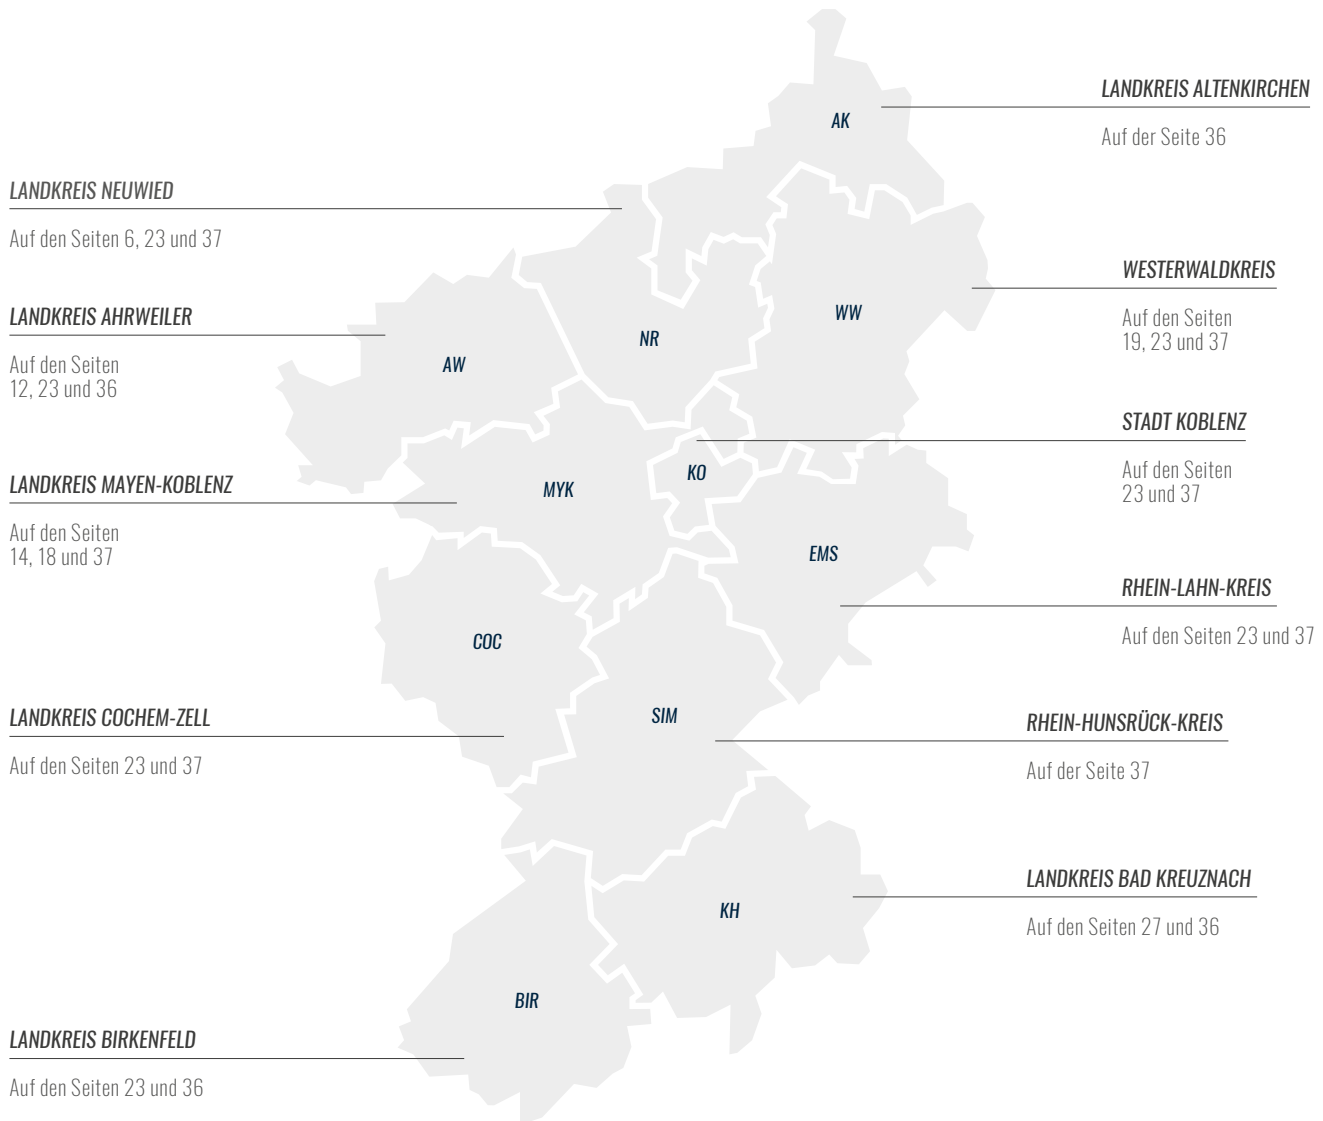 LANDKREIS ALTENKIRCHEN
Auf der Seite 36
AK
LANDKREIS NEUWIED
Auf den Seiten 6, 23 und 37
WESTERWALDKREIS
Auf den Seiten
19, 23 und 37
LANDKREIS AHRWEILER
Auf den Seiten
12, 23 und 36
WW
NR
AW
STADT KOBLENZ
Auf den Seiten
23 und 37
KO
LANDKREIS MAYEN-KOBLENZ
Auf den Seiten
14, 18 und 37
MYK
EMS
RHEIN-LAHN-KREIS
Auf den Seiten 23 und 37
COC
LANDKREIS COCHEM-ZELL
Auf den Seiten 23 und 37
SIM
RHEIN-HUNSRÜCK-KREIS
Auf der Seite 37
LANDKREIS BAD KREUZNACH
Auf den Seiten 27 und 36
KH
BIR
LANDKREIS BIRKENFELD
Auf den Seiten 23 und 36